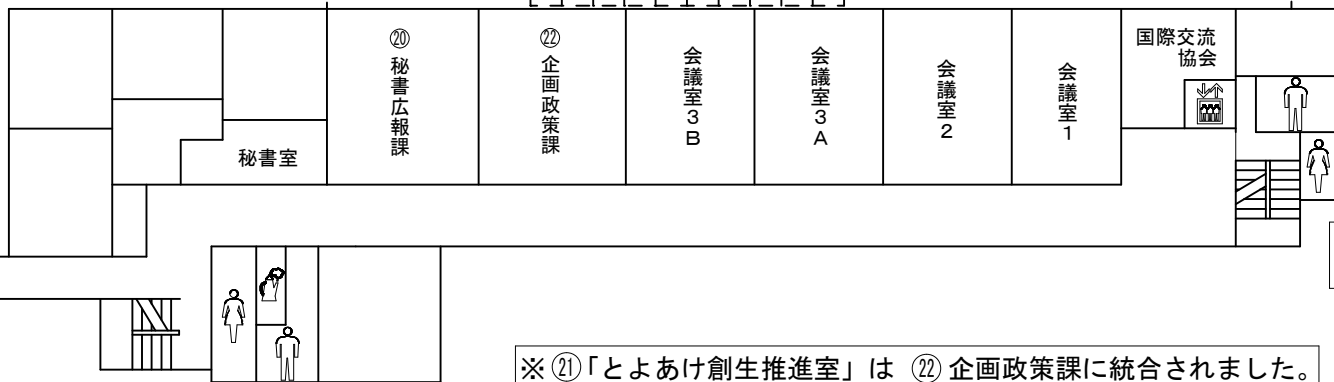 ⑳ 秘書広報課
㉒ 企画政策課
会議室3B
会議室3A
会議室2
会議室1
国際交流
協会
秘書室
※ ㉑「とよあけ創生推進室」は ㉒ 企画政策課に統合されました。